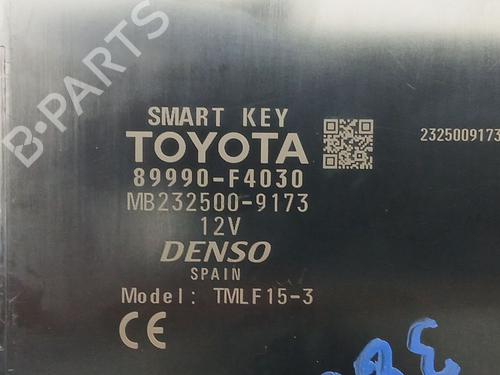 B-PARTS
SMART KEY
TOYOTA
89990-F4030
MB232500-9173
12V
DENSO
SPAIN
Model: TMLF15-3
CE
2325009173